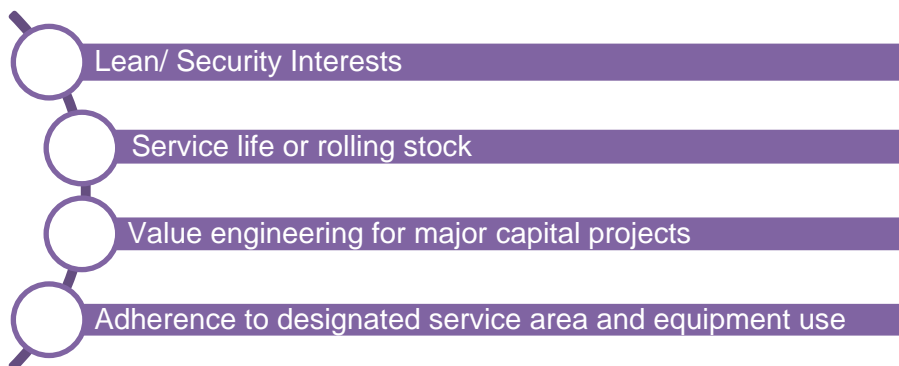 Lean/ Security Interests
Service life or rolling stock
Value engineering for major capital projects
Adherence to designated service area and equipment use